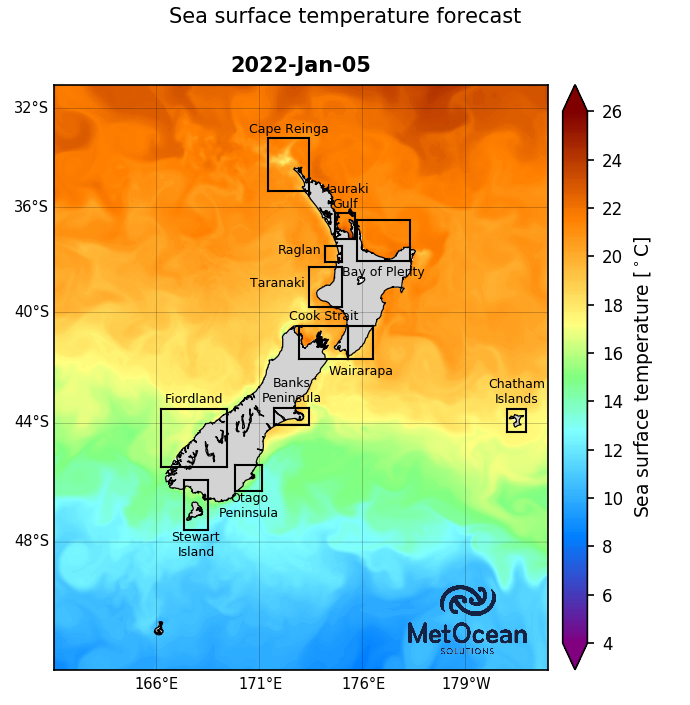 Sea surface temperature forecast
2022-Jan-05
32°S
36°S
40°S
44°S
48°S
166°E
171°E
176°E
179°W
Cape Reinga
Hauraki
Gulf
Raglan
Bay of Plenty
Taranaki
Cook Strait
Wairarapa
Banks
Peninsula
Fiordland
Chatham
Islands
Otago
Peninsula
Stewart
Island
MetOcean
SOLUTIONS
26
24
22
20
18
16
14
12
10
8
6
4
Sea surface temperature [°C]